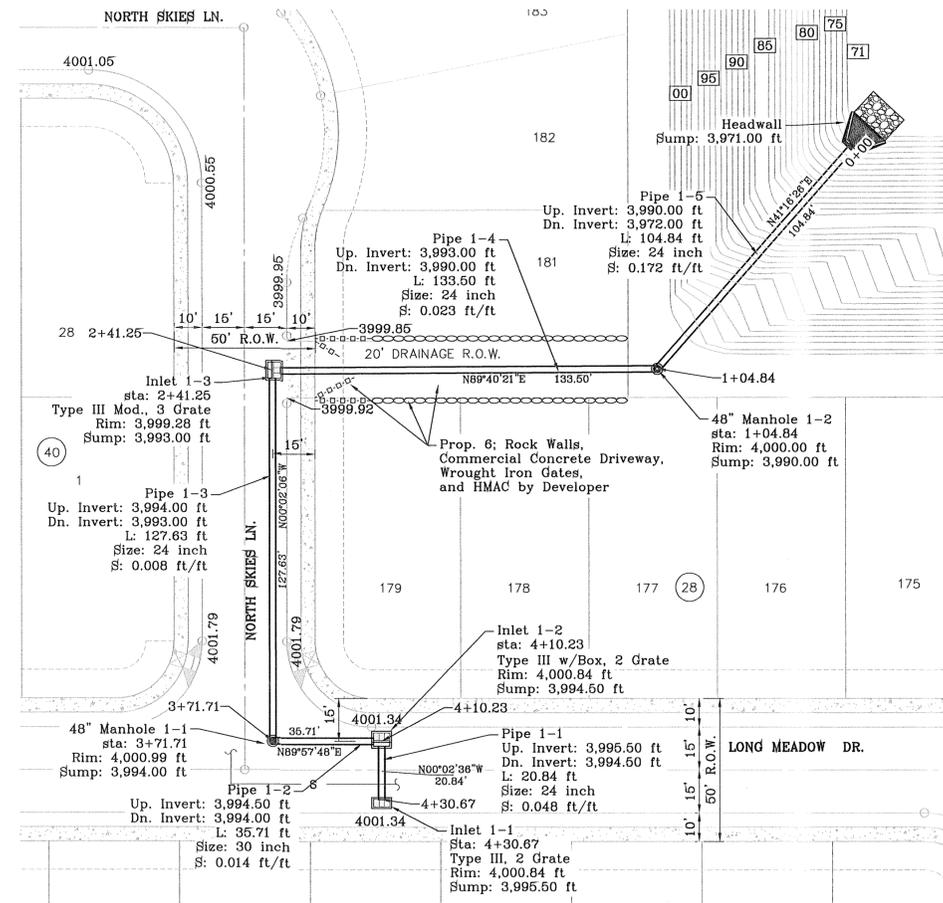 NORTH SKIES LN.
183
4001.05
75
80
85
90
95
00
71
Headwall
Sump: 3,971.00 ft
0+00
182
4000.55
N41°16'26"E
104.84'
Pipe 1-5
Up. Invert: 3,990.00 ft
Dn. Invert: 3,972.00 ft
L: 104.84 ft
Size: 24 inch
S: 0.172 ft/ft
Pipe 1-4
Up. Invert: 3,993.00 ft
Dn. Invert: 3,990.00 ft
L: 133.50 ft
Size: 24 inch
S: 0.023 ft/ft
181
3999.95
10' 15' 15' 10'
50' R.O.W.
3999.85
28
2+41.25
20' DRAINAGE R.O.W.
N89°40'21"E 133.50'
1+04.84
Inlet 1-3
sta: 2+41.25
Type III Mod., 3 Grate
Rim: 3,999.28 ft
Sump: 3,993.00 ft
3999.92
48" Manhole 1-2
sta: 1+04.84
Rim: 4,000.00 ft
Sump: 3,990.00 ft
Prop. 6; Rock Walls,
Commercial Concrete Driveway,
Wrought Iron Gates,
and HMAC by Developer
15'
40
1
Pipe 1-3
Up. Invert: 3,994.00 ft
Dn. Invert: 3,993.00 ft
L: 127.63 ft
Size: 24 inch
S: 0.008 ft/ft
N00°02'06"W
127.63'
NORTH SKIES LN.
179
178
177
28
176
175
4001.79
4001.79
Inlet 1-2
sta: 4+10.23
Type III w/Box, 2 Grate
Rim: 4,000.84 ft
Sump: 3,994.50 ft
3+71.71
15'
4001.34
4+10.23
48" Manhole 1-1
sta: 3+71.71
Rim: 4,000.99 ft
Sump: 3,994.00 ft
35.71'
N89°57'48"E
S
10'
15'
15'
10'
50' R.O.W.
LONG MEADOW DR.
Pipe 1-1
Up. Invert: 3,995.50 ft
Dn. Invert: 3,994.50 ft
L: 20.84 ft
Size: 24 inch
S: 0.048 ft/ft
N00°02'36"W
20.84'
Pipe 1-2
Up. Invert: 3,994.50 ft
Dn. Invert: 3,994.00 ft
L: 35.71 ft
Size: 30 inch
S: 0.014 ft/ft
4+30.67
4001.34
Inlet 1-1
Sta: 4+30.67
Type III, 2 Grate
Rim: 4,000.84 ft
Sump: 3,995.50 ft